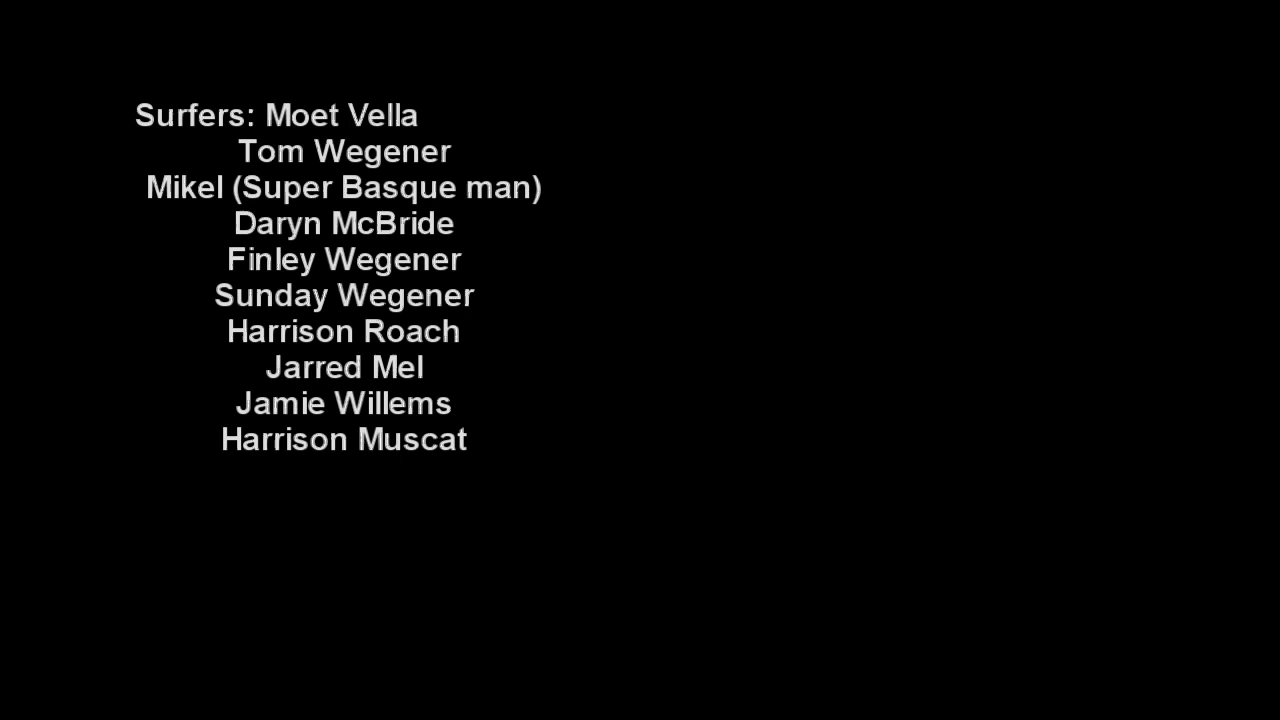 Surfers: Moet Vella
Tom Wegener
Mikel (Super Basque man)
Daryn McBride
Finley Wegener
Sunday Wegener
Harrison Roach
Jarred Mel
Jamie Willems
Harrison Muscat